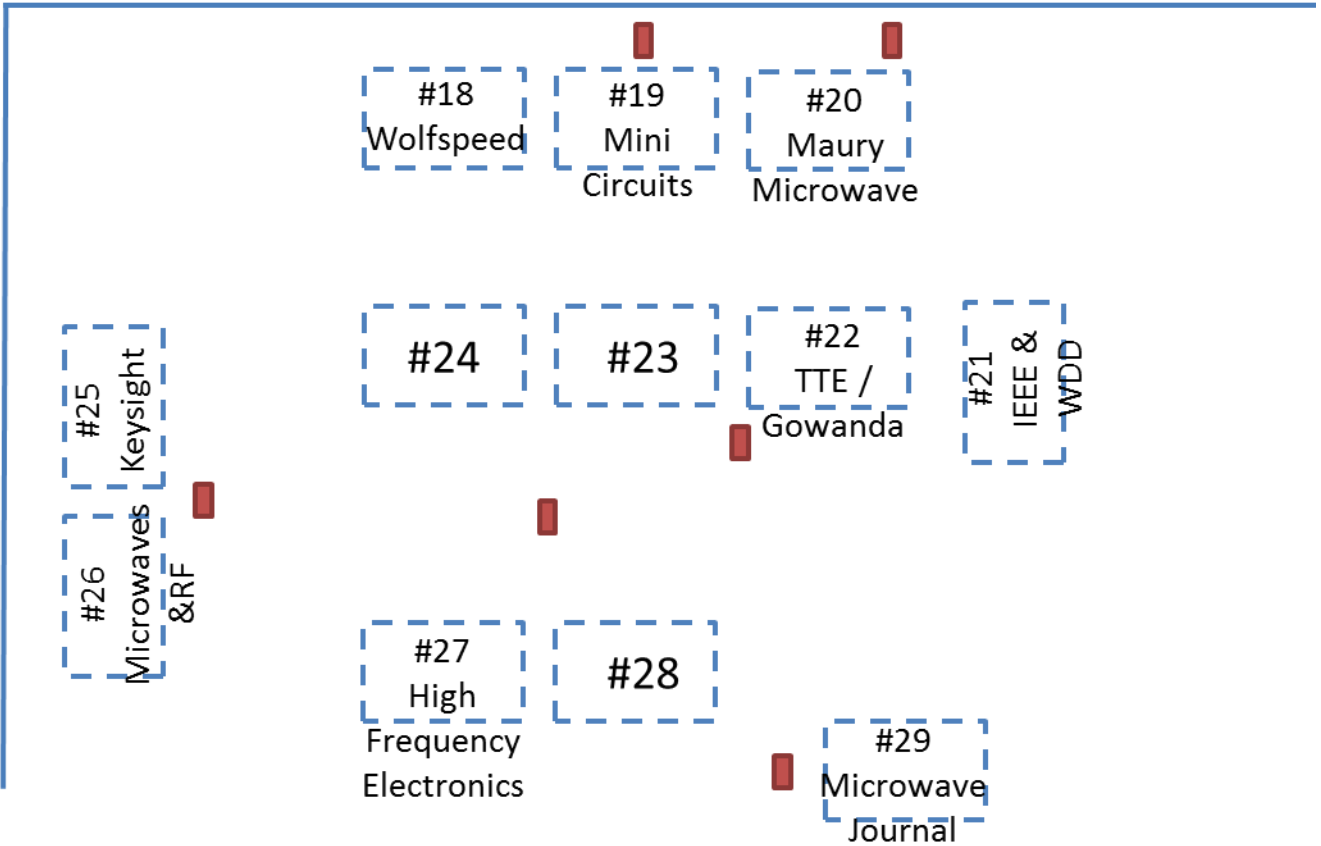 #18
Wolfspeed
#19
Mini
Circuits
#20
Maury
Microwave
#24
#23
#22
TTE /
Gowanda
#21
IEEE &
WDD
#25
Keysight
#26
Microwaves
&RF
#27
High
Frequency
Electronics
#28
#29
Microwave
Journal